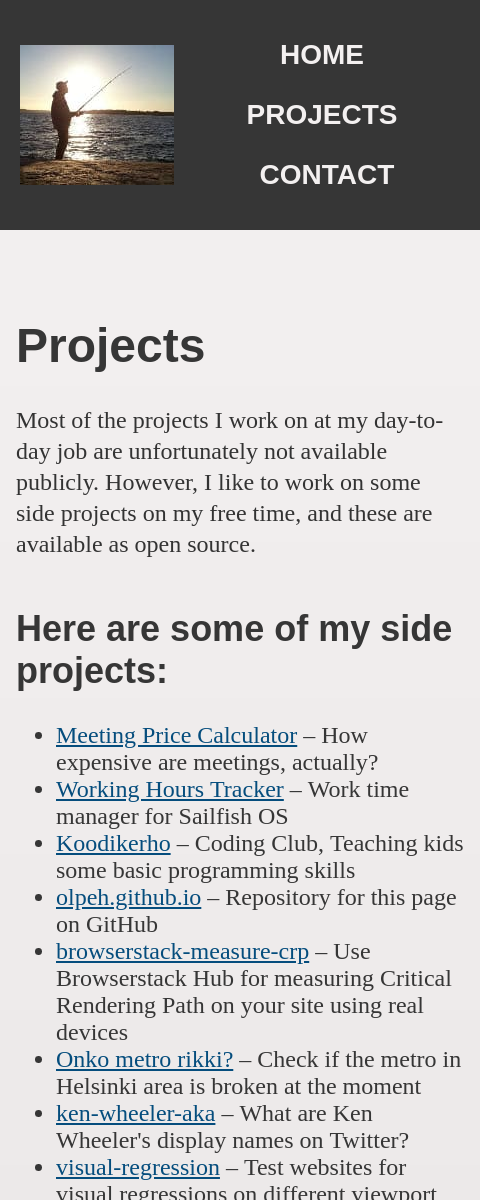 HOME
PROJECTS
CONTACT
Projects
Most of the projects I work on at my day-to-
day job are unfortunately not available
publicly. However, I like to work on some
side projects on my free time, and these are
available as open source.
Here are some of my side
projects:
• Meeting Price Calculator – How
expensive are meetings, actually?
• Working Hours Tracker – Work time
manager for Sailfish OS
• Koodikerho – Coding Club, Teaching kids
some basic programming skills
• olpeh.github.io – Repository for this page
on GitHub
• browserstack-measure-crp – Use
Browserstack Hub for measuring Critical
Rendering Path on your site using real
devices
• Onko metro rikki? – Check if the metro in
Helsinki area is broken at the moment
• ken-wheeler-aka – What are Ken
Wheeler's display names on Twitter?
• visual-regression – Test websites for
visual regressions on different viewport